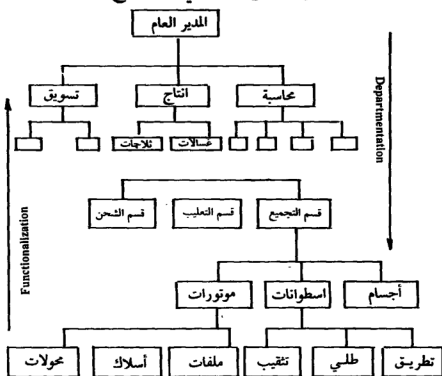 المدير العام
محاسبة
انتاج
تسويق
غسالات
ثلاجات
قسم التجميع
قسم التعليب
قسم الشحن
أجسام
اسطوانات
موتورات
تطريق
طلي
تثقيب
ملفات
أسلاك
محولات
Departmentation
Functionalization